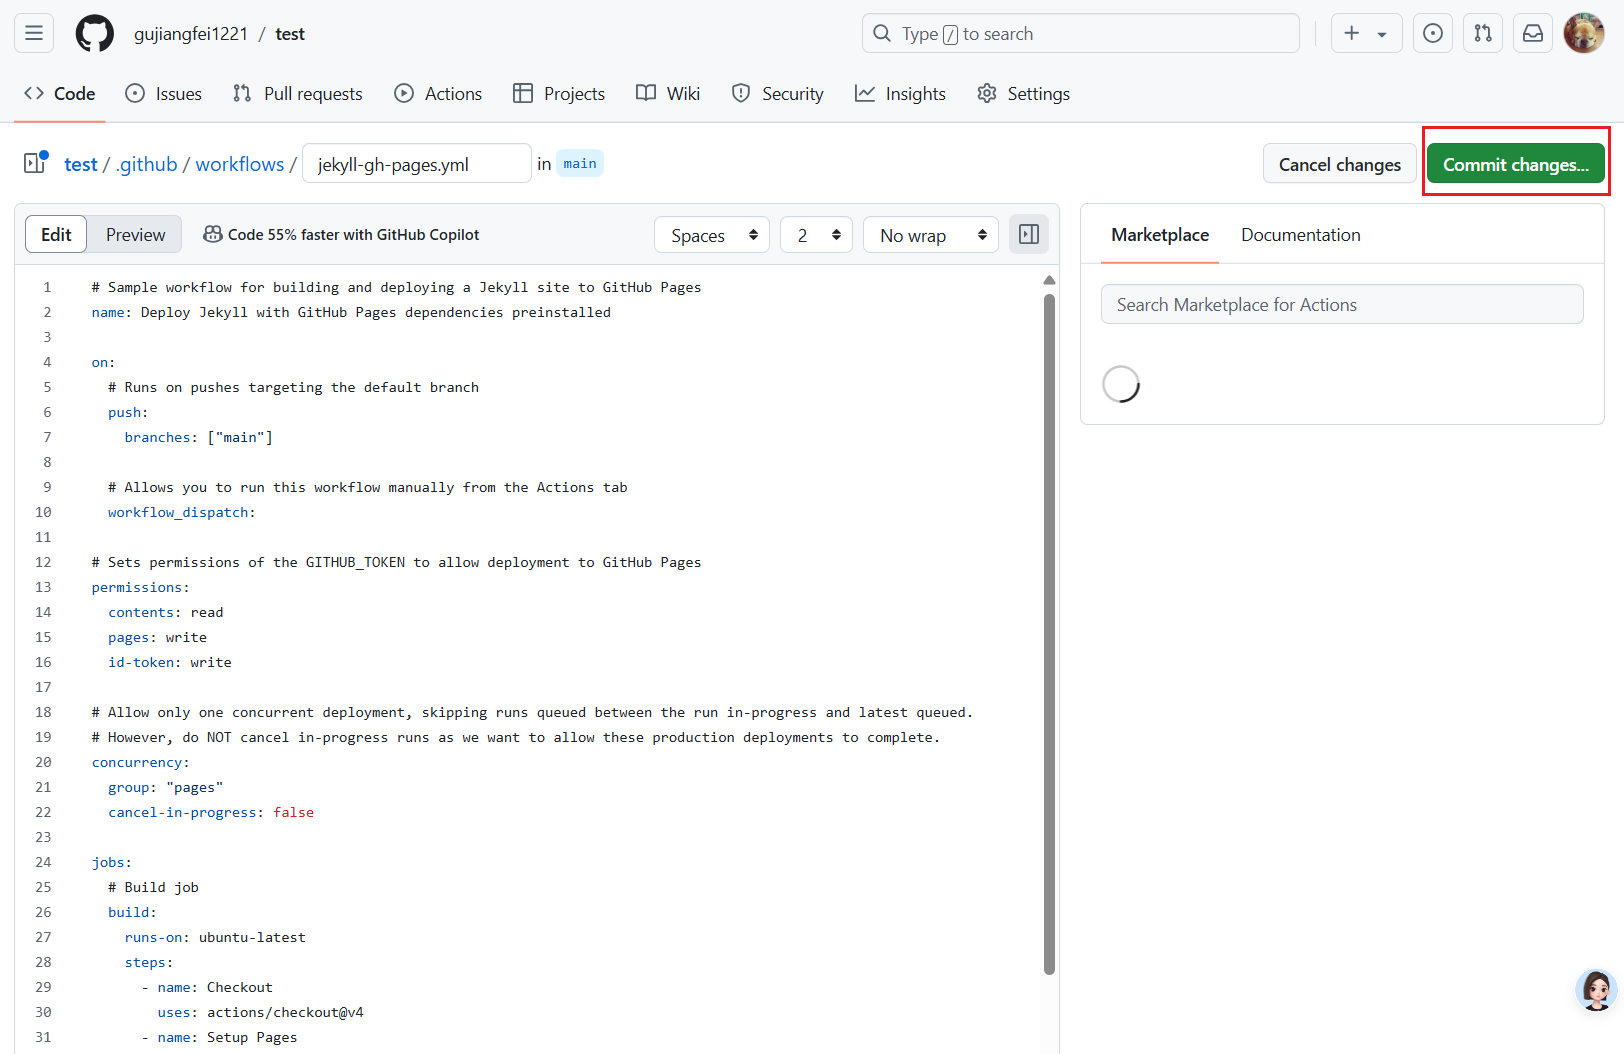 gujiangfei1221 / test
Type / to search
Code Issues Pull requests Actions Projects Wiki Security Insights Settings
test / .github / workflows / jekyll-gh-pages.yml in main
Cancel changes Commit changes...
Edit Preview Code 55% faster with GitHub Copilot Spaces 2 No wrap
Marketplace Documentation
Search Marketplace for Actions
1 # Sample workflow for building and deploying a Jekyll site to GitHub Pages
2 name: Deploy Jekyll with GitHub Pages dependencies preinstalled
3
4 on:
5 # Runs on pushes targeting the default branch
6 push:
7 branches: ["main"]
8
9 # Allows you to run this workflow manually from the Actions tab
10 workflow_dispatch:
11
12 # Sets permissions of the GITHUB_TOKEN to allow deployment to GitHub Pages
13 permissions:
14 contents: read
15 pages: write
16 id-token: write
17
18 # Allow only one concurrent deployment, skipping runs queued between the run in-progress and latest queued.
19 # However, do NOT cancel in-progress runs as we want to allow these production deployments to complete.
20 concurrency:
21 group: "pages"
22 cancel-in-progress: false
23
24 jobs:
25 # Build job
26 build:
27 runs-on: ubuntu-latest
28 steps:
29 - name: Checkout
30 uses: actions/checkout@v4
31 - name: Setup Pages